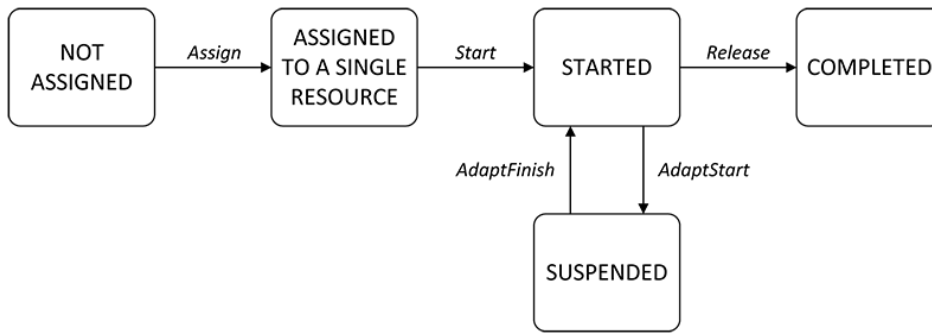 NOT
ASSIGNED
Assign
ASSIGNED
TO A SINGLE
RESOURCE
Start
STARTED
Release
COMPLETED
AdaptFinish
AdaptStart
SUSPENDED